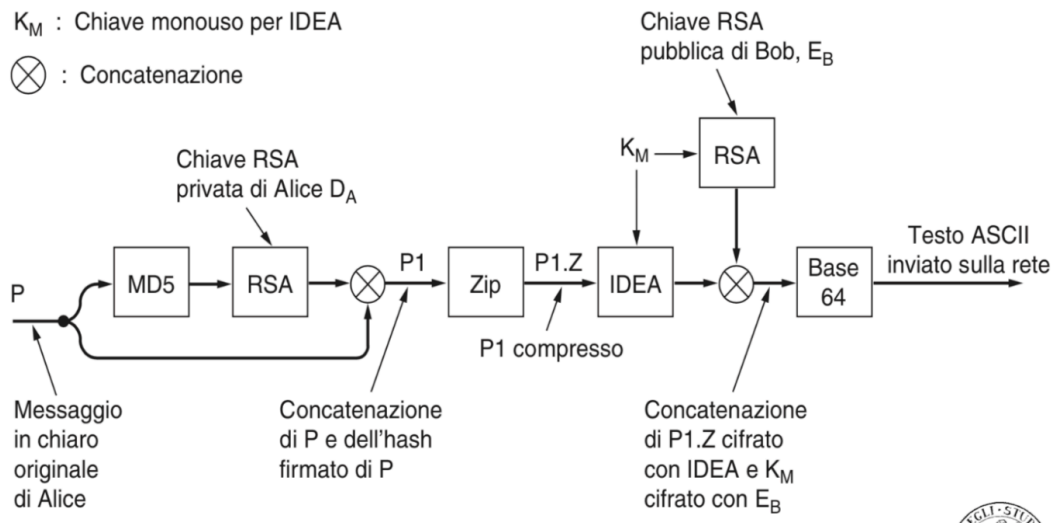 K_M : Chiave monouso per IDEA
: Concatenazione
Chiave RSA
pubblica di Bob, E_B
Chiave RSA
privata di Alice D_A
K_M
RSA
P
MD5
RSA
P1
Zip
P1.Z
IDEA
Base
64
Testo ASCII
inviato sulla rete
P1 compresso
Messaggio
in chiaro
originale
di Alice
Concatenazione
di P e dell'hash
firmato di P
Concatenazione
di P1.Z cifrato
con IDEA e K_M
cifrato con E_B